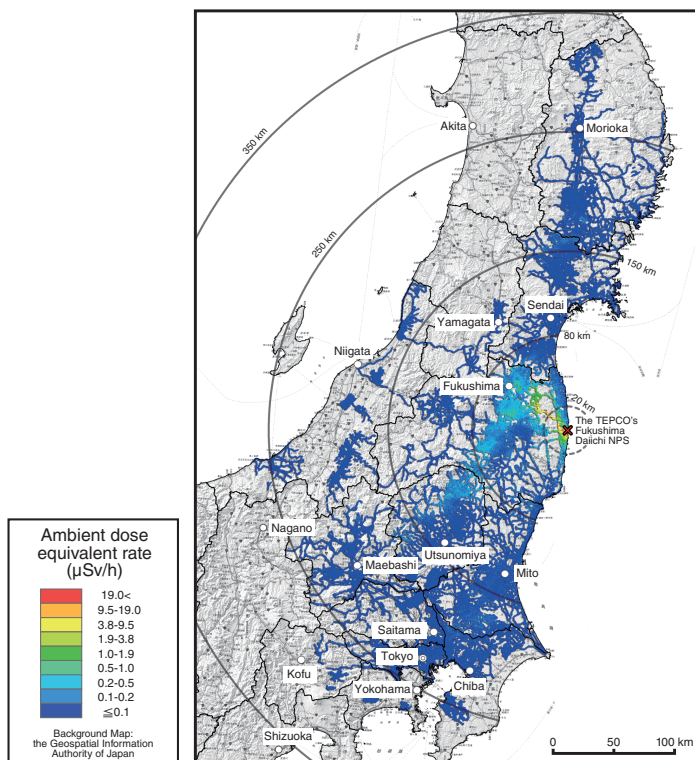 350 km
250 km
150 km
80 km
20 km
Akita
Morioka
Sendai
Yamagata
Niigata
Fukushima
The TEPCO's
Fukushima
Daiichi NPS
Nagano
Utsunomiya
Maebashi
Mito
Saitama
Tokyo
Kofu
Chiba
Yokohama
Shizuoka
0 50 100 km
Ambient dose
equivalent rate
(μSv/h)
19.0<
9.5-19.0
3.8-9.5
1.9-3.8
1.0-1.9
0.5-1.0
0.2-0.5
0.1-0.2
≦0.1
Background Map:
the Geospatial Information
Authority of Japan